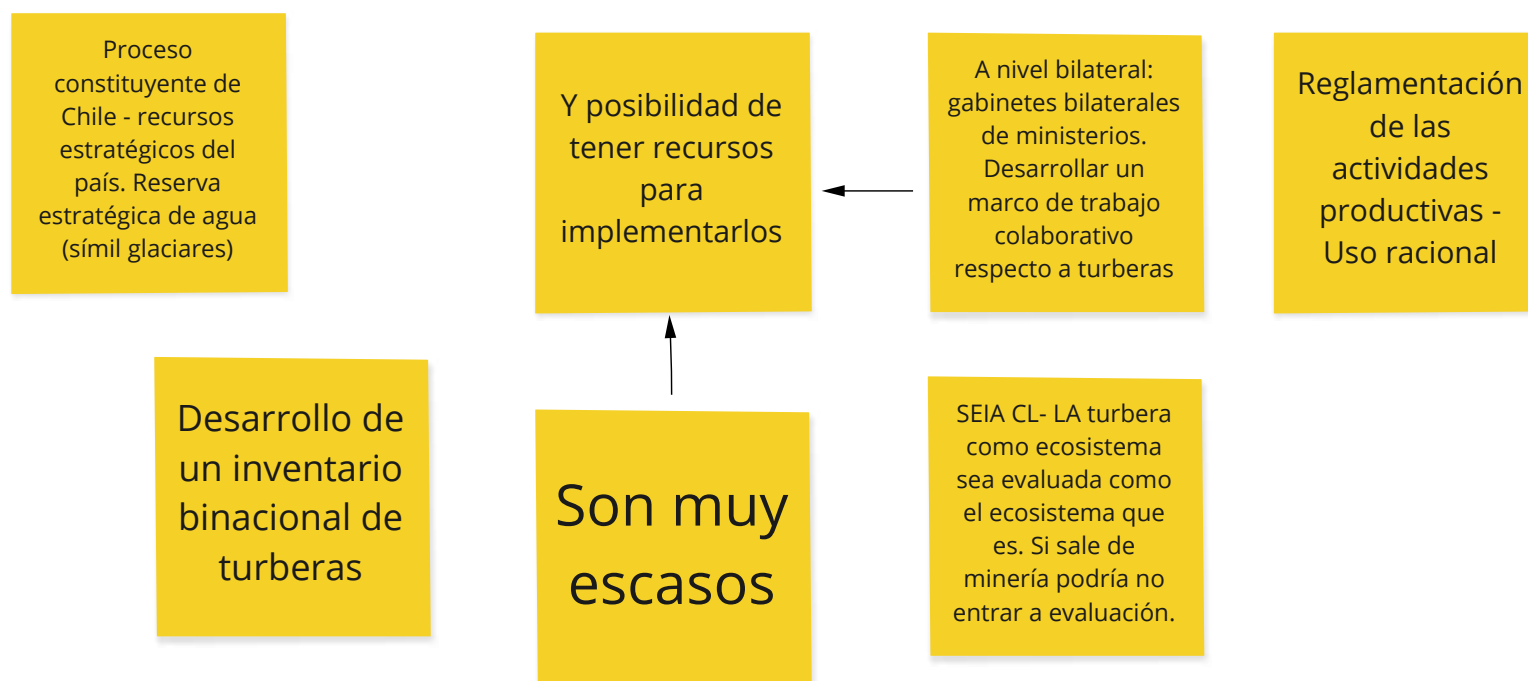 Proceso
constituyente de
Chile - recursos
estratégicos del
país. Reserva
estratégica de agua
(símil glaciares)
Y posibilidad de
tener recursos
para
implementarlos
A nivel bilateral:
gabinetes bilaterales
de ministerios.
Desarrollar un
marco de trabajo
colaborativo
respecto a turberas
Reglamentación
de las
actividades
productivas -
Uso racional
Desarrollo de
un inventario
binacional de
turberas
Son muy
escasos
SEIA CL- LA turbera
como ecosistema
sea evaluada como
el ecosistema que
es. Si sale de
minería podría no
entrar a evaluación.